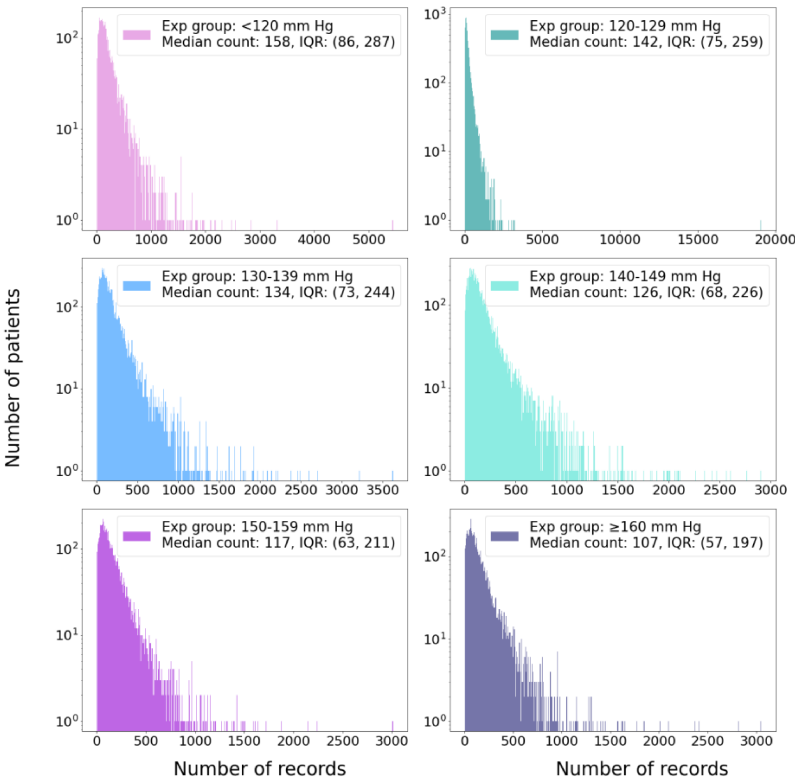 Exp group: <120 mm Hg
Median count: 158, IQR: (86, 287)
10²
10¹
10⁰
0 1000 2000 3000 4000 5000
Exp group: 120-129 mm Hg
Median count: 142, IQR: (75, 259)
10³
10²
10¹
10⁰
0 5000 10000 15000 20000
Exp group: 130-139 mm Hg
Median count: 134, IQR: (73, 244)
10²
10¹
10⁰
0 500 1000 1500 2000 2500 3000 3500
Exp group: 140-149 mm Hg
Median count: 126, IQR: (68, 226)
10²
10¹
10⁰
0 500 1000 1500 2000 2500 3000
Exp group: 150-159 mm Hg
Median count: 117, IQR: (63, 211)
10²
10¹
10⁰
0 500 1000 1500 2000 2500 3000
Exp group: ≥160 mm Hg
Median count: 107, IQR: (57, 197)
10²
10¹
10⁰
0 500 1000 1500 2000 2500 3000
Number of patients
Number of records
Number of records